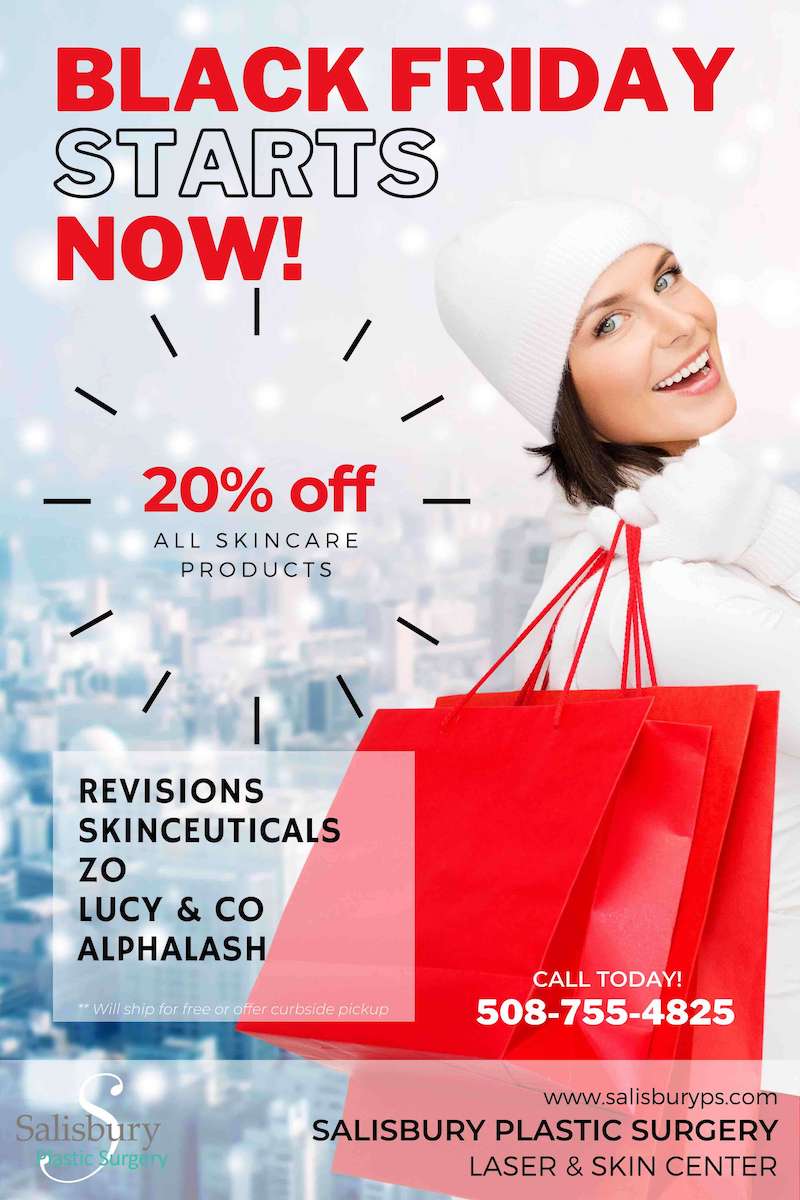 BLACK FRIDAY
STARTS
NOW!
20% off
ALL SKINCARE
PRODUCTS
REVISIONS
SKINCEUTICALS
ZO
LUCY & CO
ALPHALASH
** Will ship for free or offer curbside pickup
CALL TODAY!
508-755-4825
www.salisburyps.com
SALISBURY PLASTIC SURGERY
LASER & SKIN CENTER
S
Salisbury
Plastic Surgery